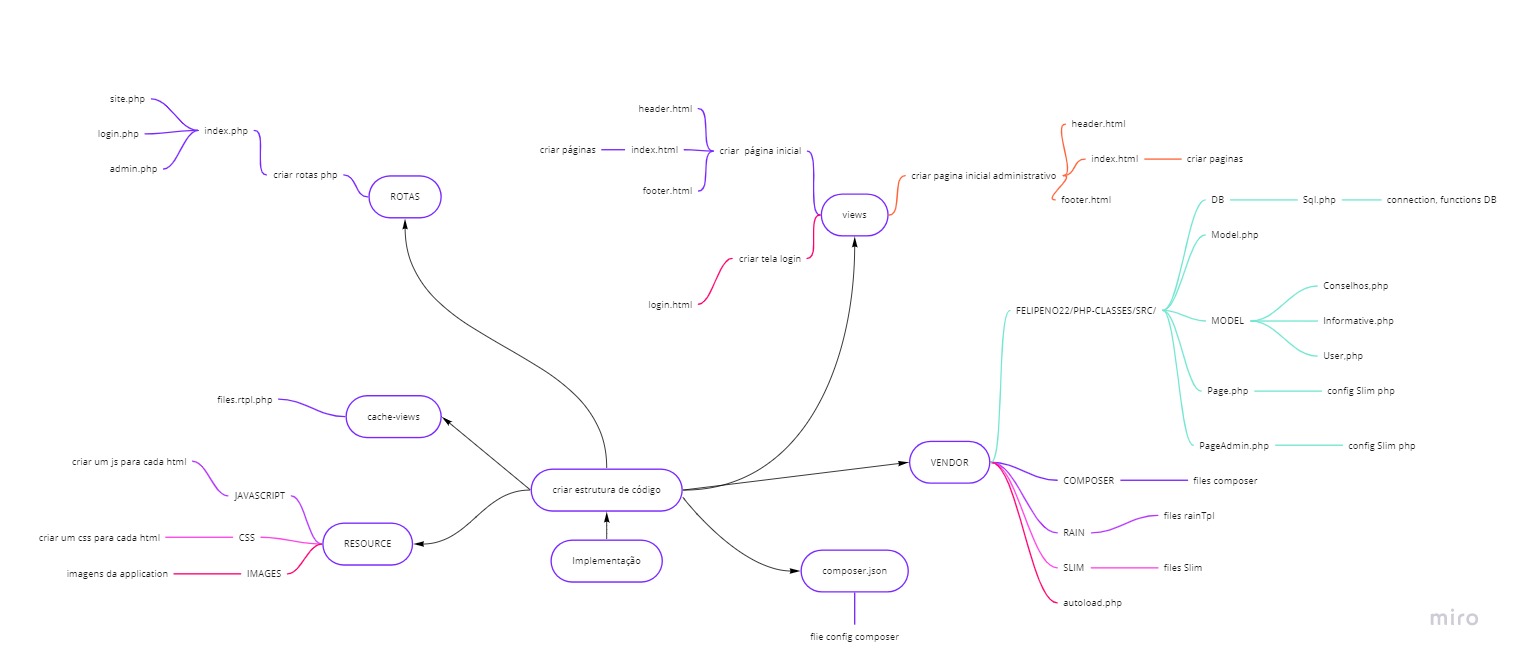 site.php
login.php
admin.php
index.php
criar rotas php
ROTAS
header.html
criar páginas
index.html
footer.html
criar página inicial
criar tela login
login.html
views
criar pagina inicial administrativo
header.html
index.html
criar paginas
footer.html
DB
Sql.php
connection, functions DB
Model.php
FELIPENO22/PHP-CLASSES/SRC/
MODEL
Conselhos.php
Informative.php
User.php
Page.php
config Slim php
PageAdmin.php
config Slim php
VENDOR
COMPOSER
files composer
RAIN
files rainTpl
SLIM
files Slim
autoload.php
files.rtpl.php
cache-views
criar um js para cada html
JAVASCRIPT
criar um css para cada html
CSS
imagens da application
IMAGES
RESOURCE
criar estrutura de código
Implementação
composer.json
flie config composer
miro